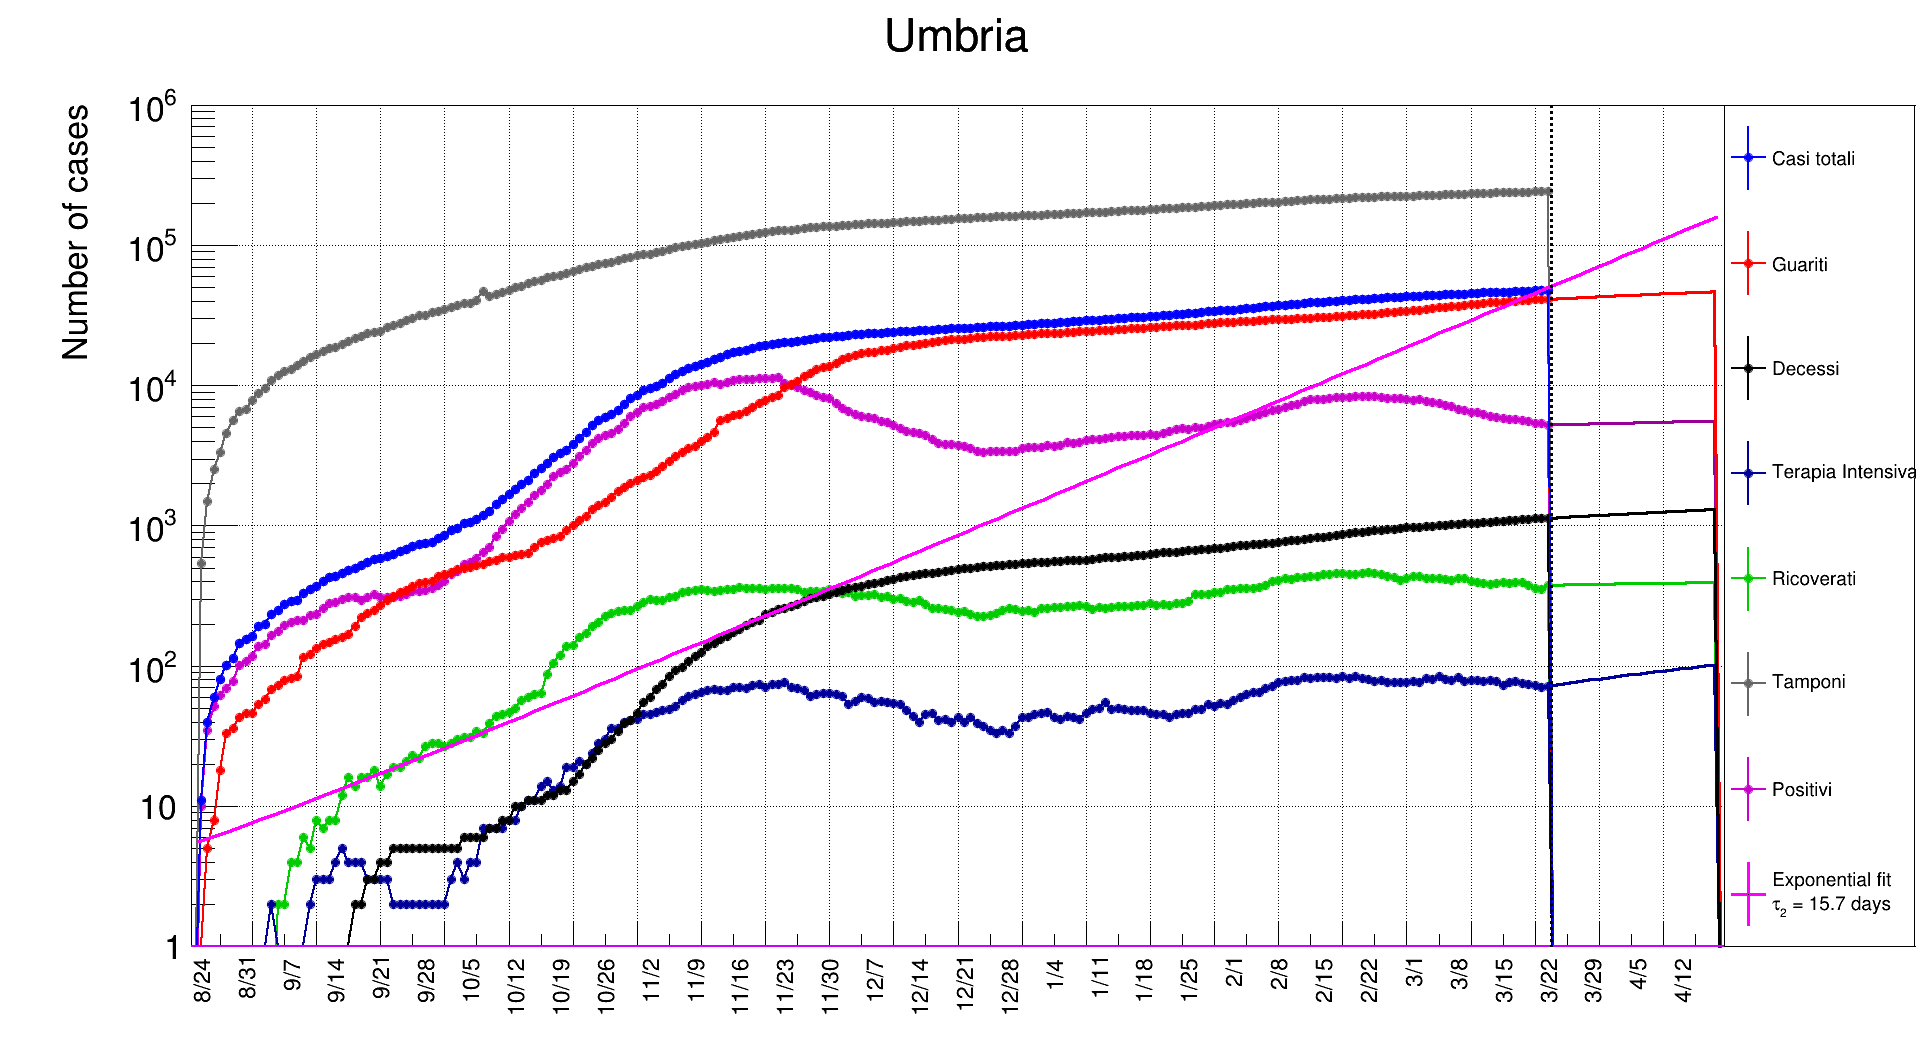 Umbria
Number of cases
10^6
10^5
10^4
10^3
10^2
10
1
8/24 8/31 9/7 9/14 9/21 9/28 10/5 10/12 10/19 10/26 11/2 11/9 11/16 11/23 11/30 12/7 12/14 12/21 12/28 1/4 1/11 1/18 1/25 2/1 2/8 2/15 2/22 3/1 3/8 3/15 3/22 3/29 4/5 4/12
Casi totali
Guariti
Decessi
Terapia Intensiva
Ricoverati
Tamponi
Positivi
Exponential fit
τ₂ = 15.7 days